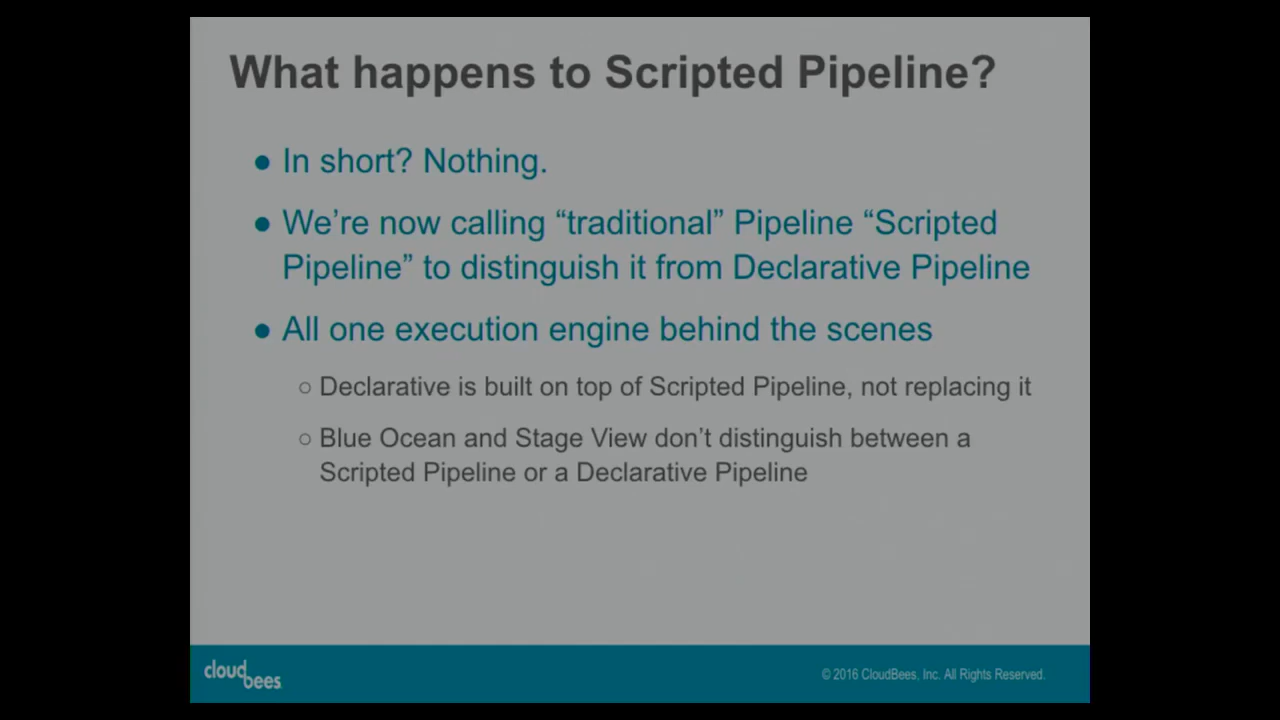 What happens to Scripted Pipeline?
● In short? Nothing.
● We’re now calling “traditional” Pipeline “Scripted
Pipeline” to distinguish it from Declarative Pipeline
● All one execution engine behind the scenes
○ Declarative is built on top of Scripted Pipeline, not replacing it
○ Blue Ocean and Stage View don’t distinguish between a
Scripted Pipeline or a Declarative Pipeline
cloudbees
© 2016 CloudBees, Inc. All Rights Reserved.